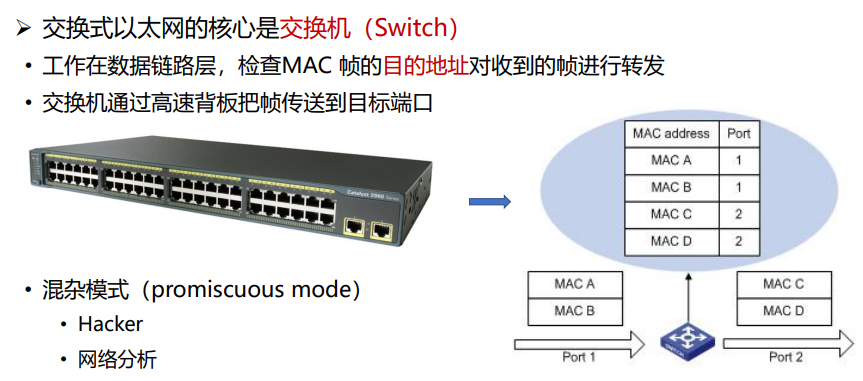 ➢ 交换式以太网的核心是交换机（Switch）
• 工作在数据链路层，检查MAC 帧的目的地址对收到的帧进行转发
• 交换机通过高速背板把帧传送到目标端口
Catalyst 2960 Series
• 混杂模式（promiscuous mode）
• Hacker
• 网络分析
MAC address Port
MAC A 1
MAC B 1
MAC C 2
MAC D 2
MAC A
MAC B
MAC C
MAC D
Port 1
SWITCH
Port 2